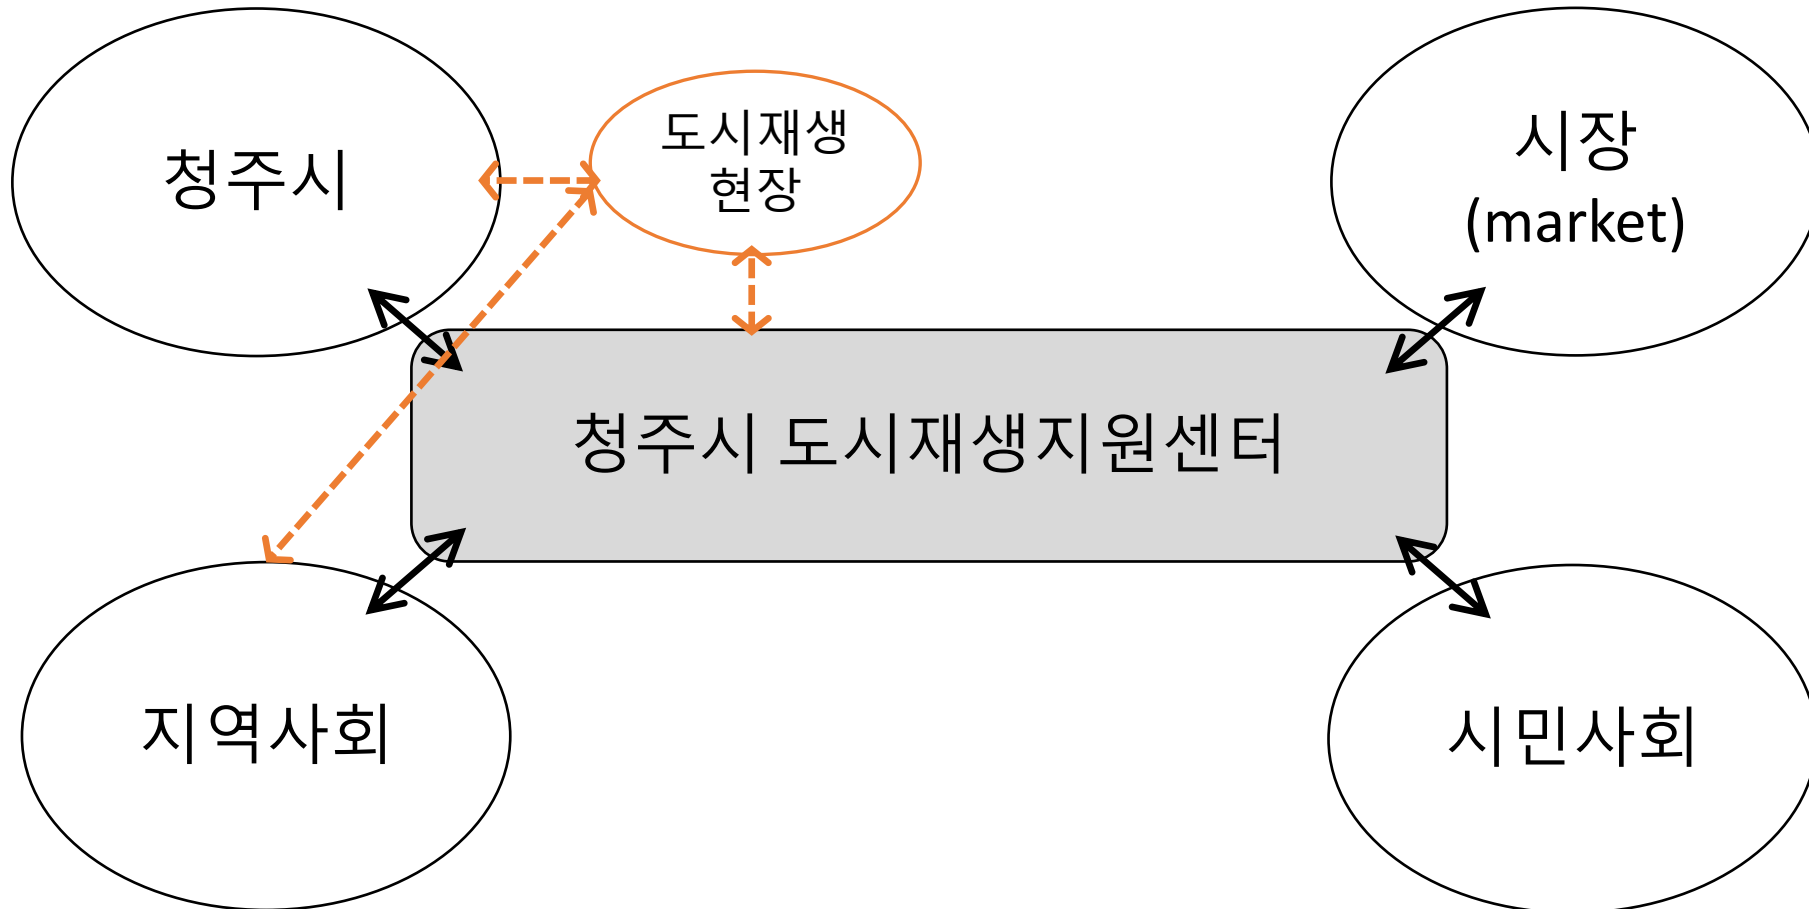 청주시
도시재생
현장
시장
(market)
청주시 도시재생지원센터
지역사회
시민사회